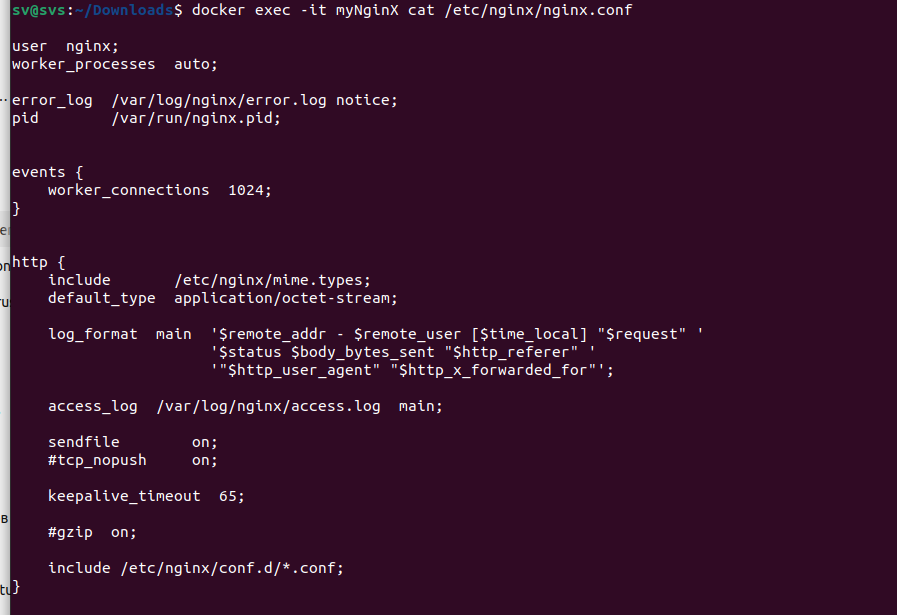 sv@svs:~/Downloads$ docker exec -it myNginX cat /etc/nginx/nginx.conf
user  nginx;
worker_processes  auto;
error_log  /var/log/nginx/error.log notice;
pid        /var/run/nginx.pid;
events {
    worker_connections  1024;
}
http {
    include       /etc/nginx/mime.types;
    default_type  application/octet-stream;
    log_format  main  '$remote_addr - $remote_user [$time_local] "$request" '
                      '$status $body_bytes_sent "$http_referer" '
                      '"$http_user_agent" "$http_x_forwarded_for"';
    access_log  /var/log/nginx/access.log  main;
    sendfile        on;
    #tcp_nopush     on;
    keepalive_timeout  65;
    #gzip  on;
    include /etc/nginx/conf.d/*.conf;
}